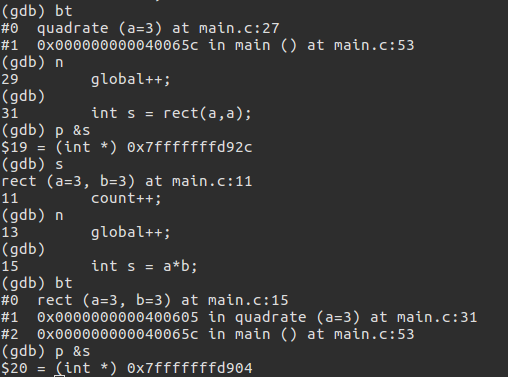 (gdb) bt
#0  quadrate (a=3) at main.c:27
#1  0x000000000040065c in main () at main.c:53
(gdb) n
29        global++;
(gdb)
31        int s = rect(a,a);
(gdb) p &s
$19 = (int *) 0x7fffffffd92c
(gdb) s
rect (a=3, b=3) at main.c:11
11        count++;
(gdb) n
13        global++;
(gdb)
15        int s = a*b;
(gdb) bt
#0  rect (a=3, b=3) at main.c:15
#1  0x0000000000400605 in quadrate (a=3) at main.c:31
#2  0x000000000040065c in main () at main.c:53
(gdb) p &s
$20 = (int *) 0x7fffffffd904